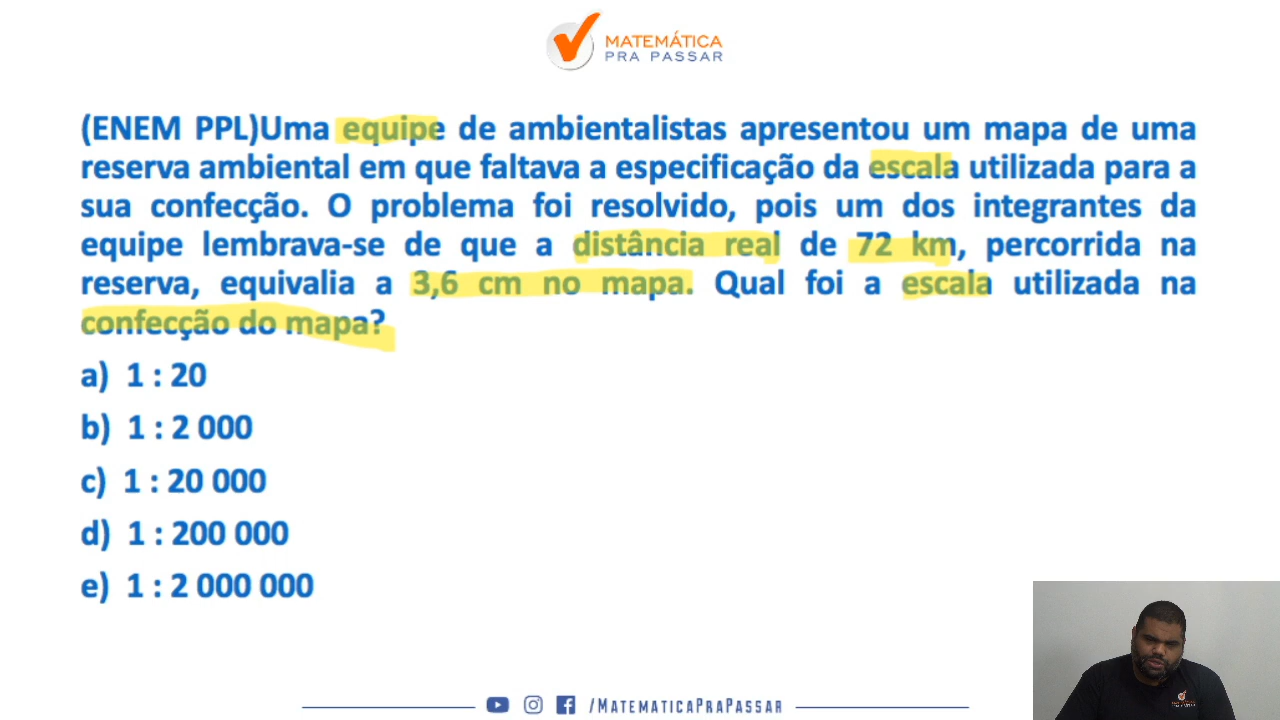 MATEMÁTICA
PRA PASSAR
(ENEM PPL)Uma equipe de ambientalistas apresentou um mapa de uma
reserva ambiental em que faltava a especificação da escala utilizada para a
sua confecção. O problema foi resolvido, pois um dos integrantes da
equipe lembrava-se de que a distância real de 72 km, percorrida na
reserva, equivalia a 3,6 cm no mapa. Qual foi a escala utilizada na
confecção do mapa?
a) 1 : 20
b) 1 : 2 000
c) 1 : 20 000
d) 1 : 200 000
e) 1 : 2 000 000
/MATEMATICAPRAPASSAR